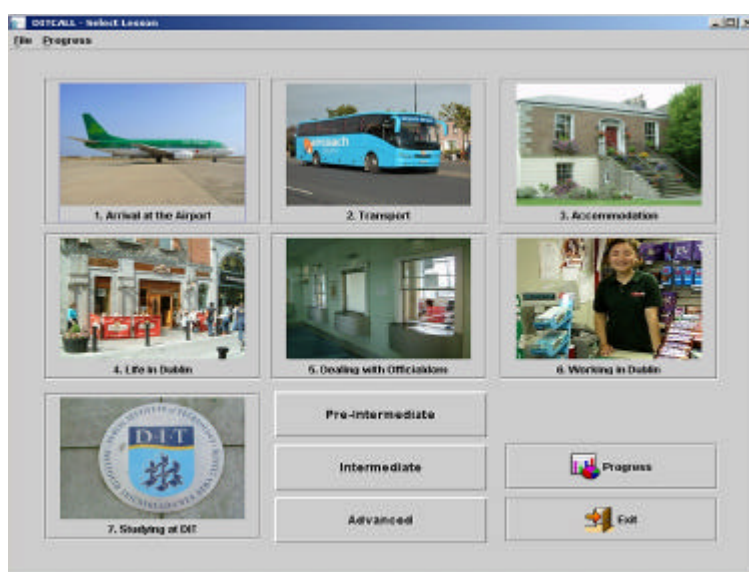 DITCALL - Select Lesson
File Progress
1. Arrival at the Airport
2. Transport
3. Accommodation
4. Life in Dublin
5. Dealing with Officialdom
6. Working in Dublin
DIT
7. Studying at DIT
Pre-Intermediate
Intermediate
Advanced
Progress
Exit